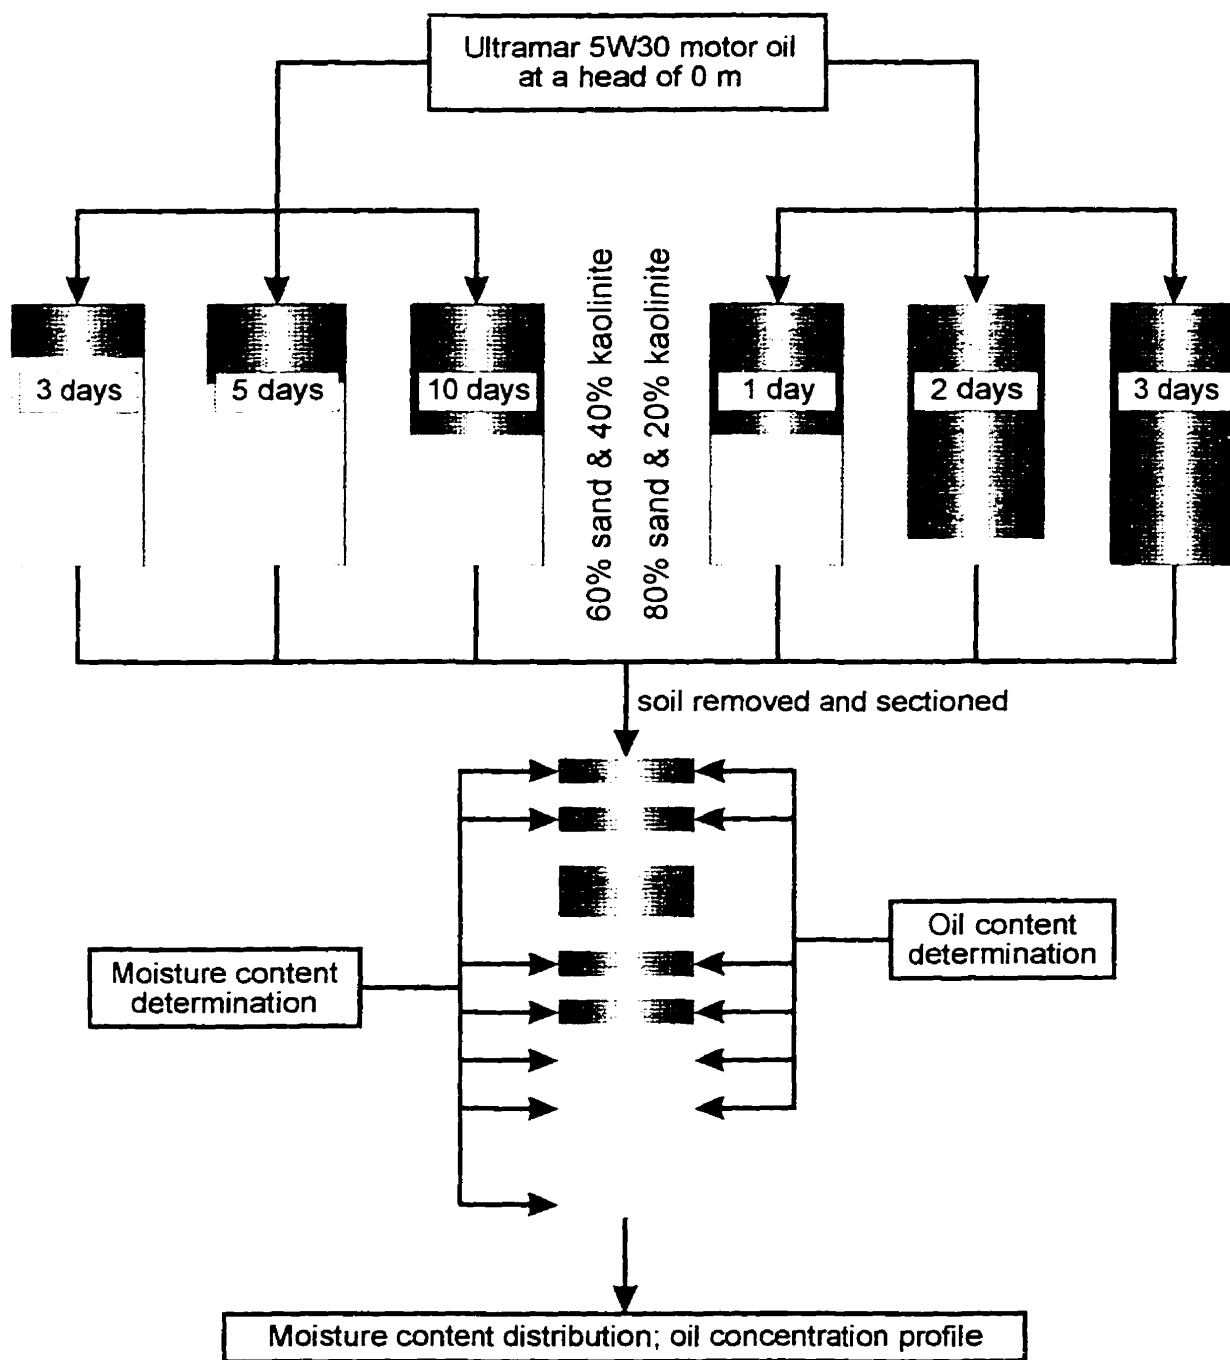 Ultramar 5W30 motor oil
at a head of 0 m
3 days
5 days
10 days
60% sand & 40% kaolinite
80% sand & 20% kaolinite
1 day
2 days
3 days
soil removed and sectioned
Oil content
determination
Moisture content
determination
Moisture content distribution; oil concentration profile